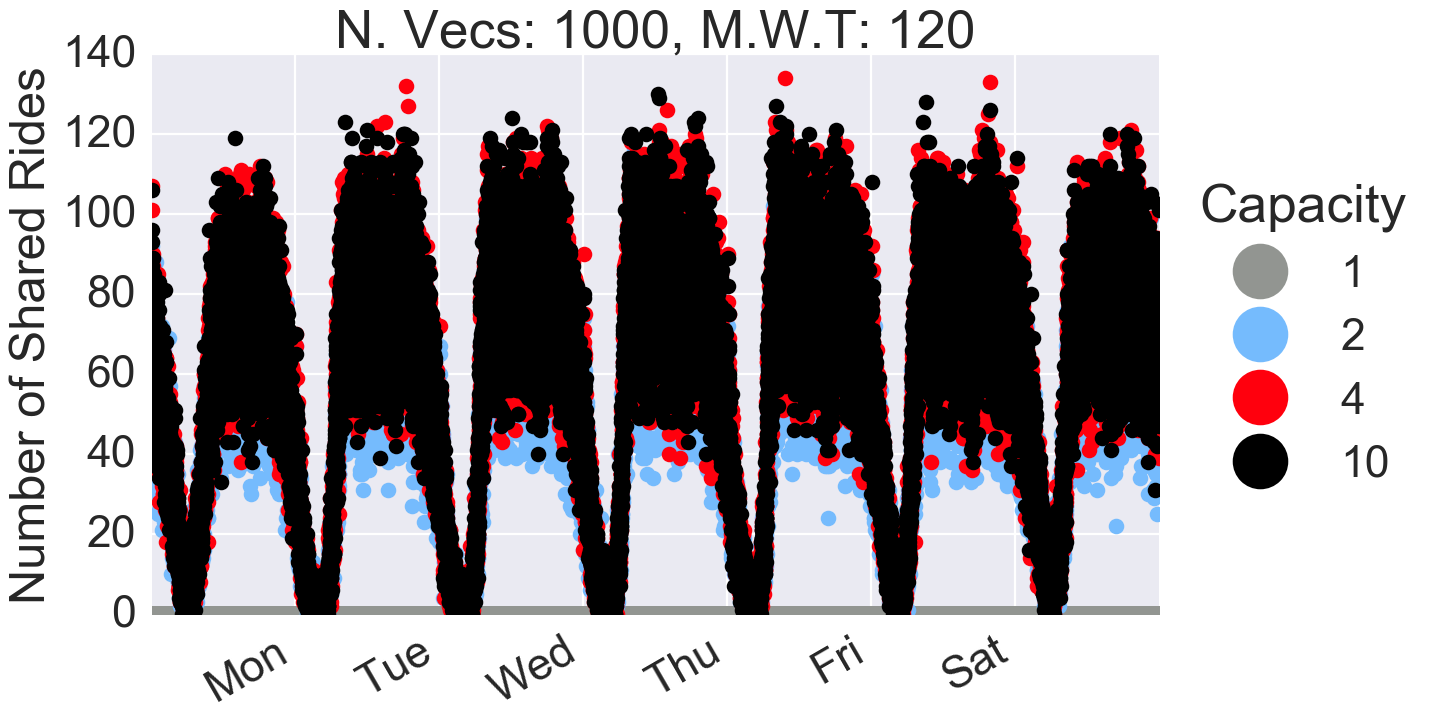 N. Vecs: 1000, M.W.T: 120
Number of Shared Rides
140
120
100
80
60
40
20
0
Mon
Tue
Wed
Thu
Fri
Sat
Capacity
1
2
4
10